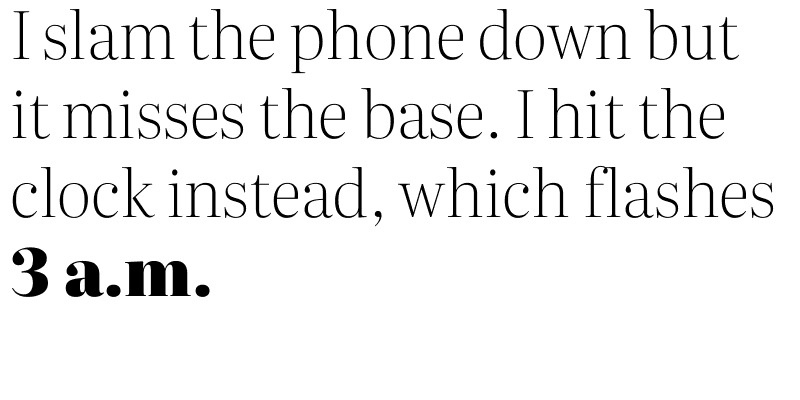 I slam the phone down but
it misses the base. I hit the
clock instead, which flashes
3 a.m.